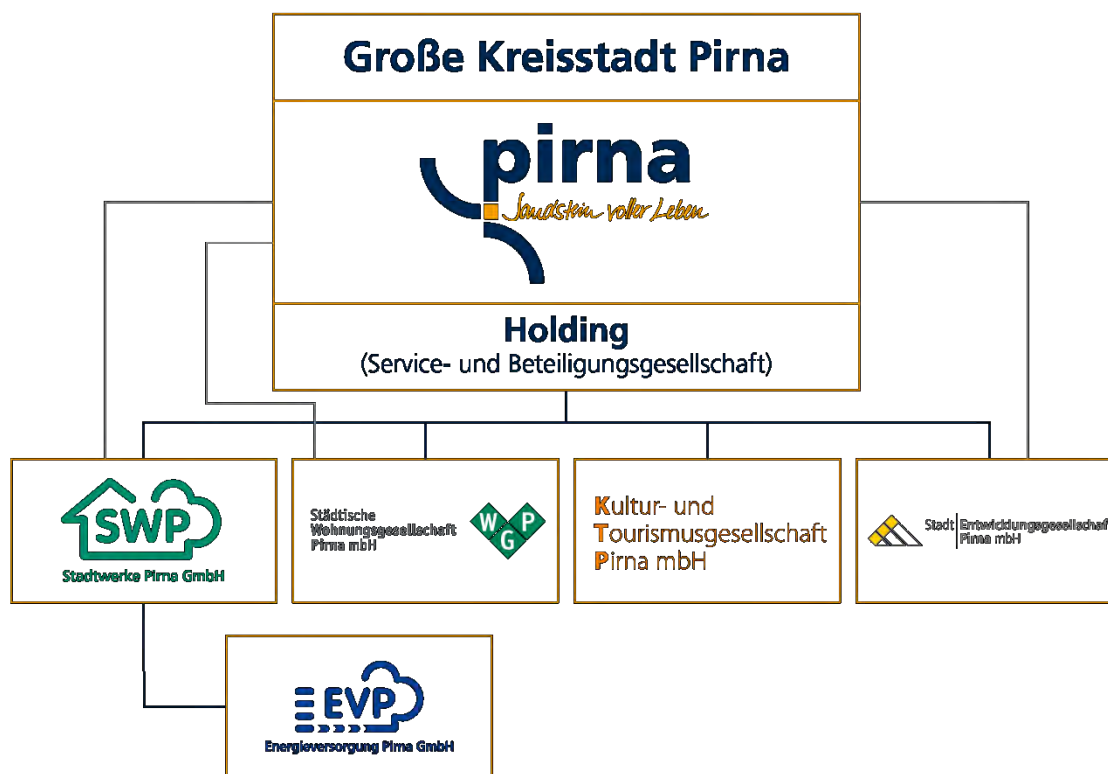 Große Kreisstadt Pirna
pirna
Sandstein voller Leben
Holding
(Service- und Beteiligungsgesellschaft)
SWP
Stadtwerke Pirna GmbH
Städtische
Wohnungsgesellschaft
Pirna mbH
W P
G
Kultur- und
Tourismusgesellschaft
Pirna mbH
Stadt Entwicklungsgesellschaft
Pirna mbH
EVP
Energieversorgung Pirna GmbH